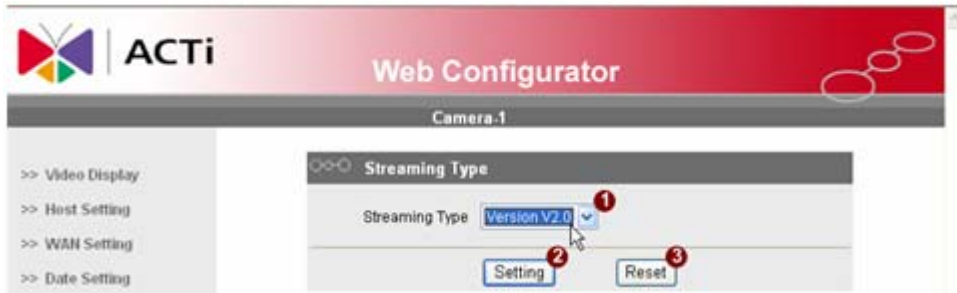 ACTi
Web Configurator
Camera-1
>> Video Display
>> Host Setting
>> WAN Setting
>> Date Setting
Streaming Type
Streaming Type Version V2.0 1
Setting 2 Reset 3